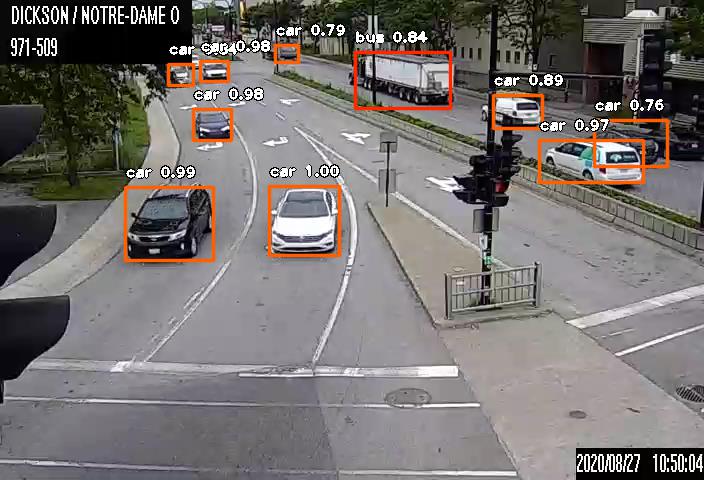 DICKSON / NOTRE-DAME O
971-509
car 0.79
car 0.98
car
bus 0.84
car 0.89
car 0.98
car 0.76
car 0.97
car 0.99
car 1.00
2020/08/27 10:50:04